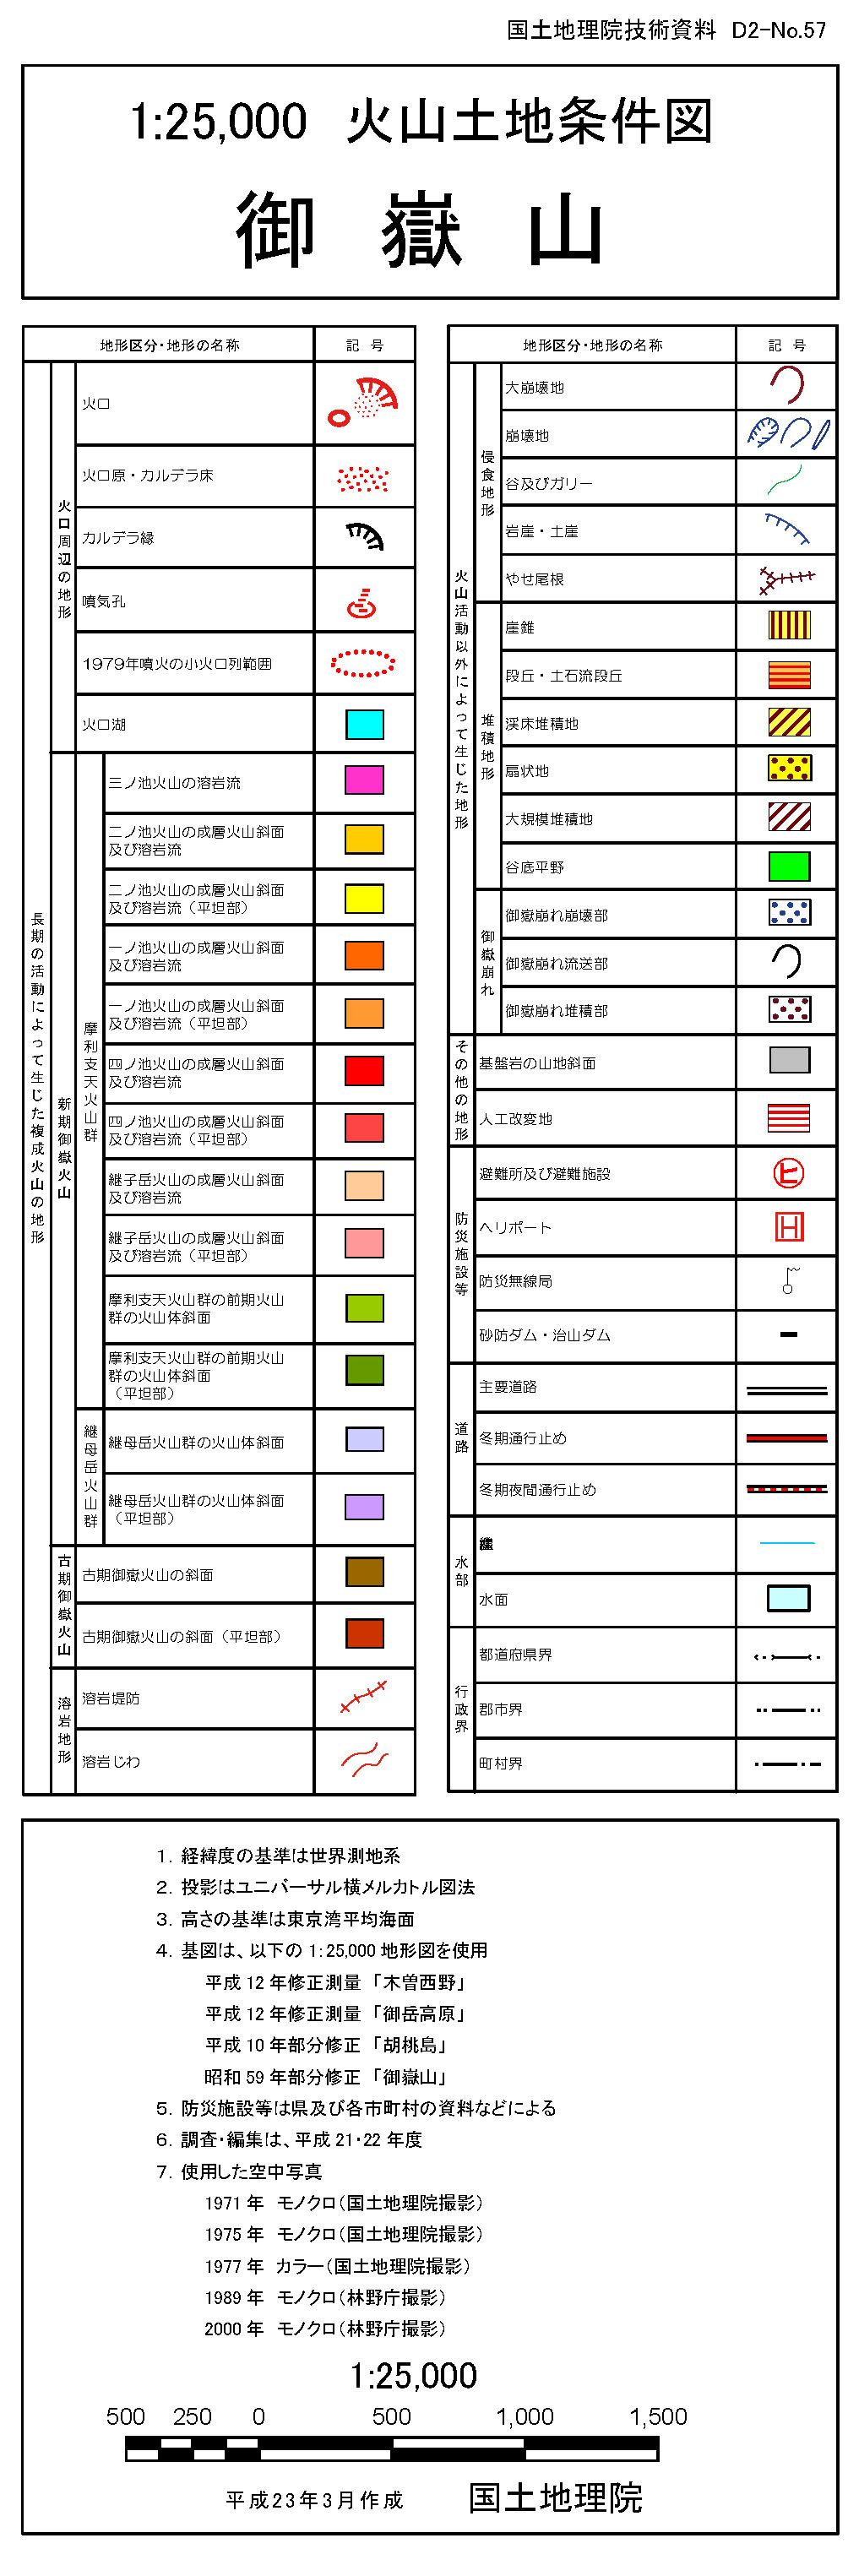 国土地理院技術資料 D2-No.57
1:25,000 火山土地条件図
御嶽山
地形区分・地形の名称 記号
長期の活動によって生じた複成火山の地形
火口周辺の地形
火口
火口原・カルデラ床
カルデラ縁
噴気孔
1979年噴火の小火口列範囲
火口湖
新期御嶽火山
摩利支天火山群
三ノ池火山の溶岩流
二ノ池火山の成層火山斜面
及び溶岩流
二ノ池火山の成層火山斜面
及び溶岩流（平坦部）
一ノ池火山の成層火山斜面
及び溶岩流
一ノ池火山の成層火山斜面
及び溶岩流（平坦部）
四ノ池火山の成層火山斜面
及び溶岩流
四ノ池火山の成層火山斜面
及び溶岩流（平坦部）
継子岳火山の成層火山斜面
及び溶岩流
継子岳火山の成層火山斜面
及び溶岩流（平坦部）
摩利支天火山群の前期火山
群の火山体斜面
摩利支天火山群の前期火山
群の火山体斜面
（平坦部）
継母岳火山群
継母岳火山群の火山体斜面
継母岳火山群の火山体斜面
（平坦部）
古期御嶽火山
古期御嶽火山の斜面
古期御嶽火山の斜面（平坦部）
溶岩地形
溶岩堤防
溶岩じわ
地形区分・地形の名称 記号
火山活動以外によって生じた地形
侵食地形
大崩壊地
崩壊地
谷及びガリー
岩崖・土崖
やせ尾根
堆積地形
崖錐
段丘・土石流段丘
渓床堆積地
扇状地
大規模堆積地
谷底平野
御嶽崩れ
御嶽崩れ崩壊部
御嶽崩れ流送部
御嶽崩れ堆積部
その他の地形
基盤岩の山地斜面
人工改変地
防災施設等
避難所及び避難施設
ヒ
ヘリポート
H
防災無線局
砂防ダム・治山ダム
道路
主要道路
冬期通行止め
冬期夜間通行止め
水部
水面
行政界
都道府県界
郡市界
町村界
1. 経緯度の基準は世界測地系
2. 投影はユニバーサル横メルカトル図法
3. 高さの基準は東京湾平均海面
4. 基図は、以下の1:25,000地形図を使用
平成12年修正測量 「木曽西野」
平成12年修正測量 「御岳高原」
平成10年部分修正 「胡桃島」
昭和59年部分修正 「御嶽山」
5. 防災施設等は県及び各市町村の資料などによる
6. 調査・編集は、平成21・22年度
7. 使用した空中写真
1971年 モノクロ（国土地理院撮影）
1975年 モノクロ（国土地理院撮影）
1977年 カラー（国土地理院撮影）
1989年 モノクロ（林野庁撮影）
2000年 モノクロ（林野庁撮影）
1:25,000
500 250 0 500 1,000 1,500
平成23年3月作成 国土地理院